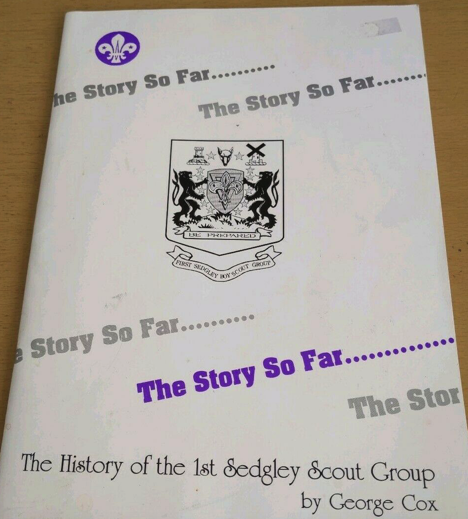 he Story So Far..........
The Story So Far...........
BE PREPARED
FIRST SEDGLEY BOY SCOUT GROUP
e Story So Far..........
The Story So Far.............
The Stor
The History of the 1st Sedgley Scout Group
by George Cox